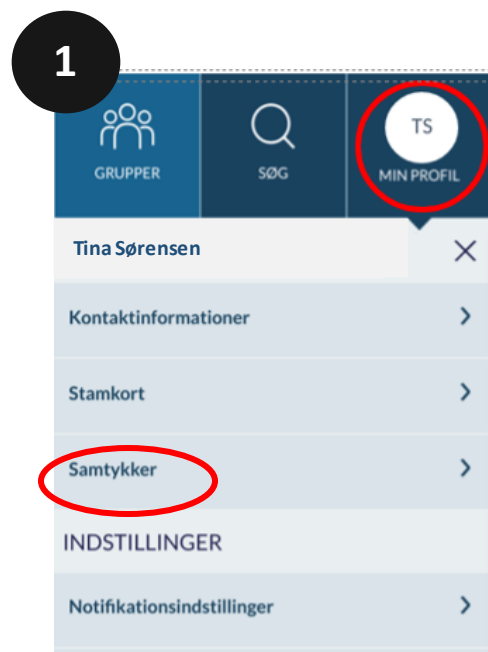 1
GRUPPER
SØG
TS
MIN PROFIL
Tina Sørensen
Kontaktinformationer
Stamkort
Samtykker
INDSTILLINGER
Notifikationsindstillinger